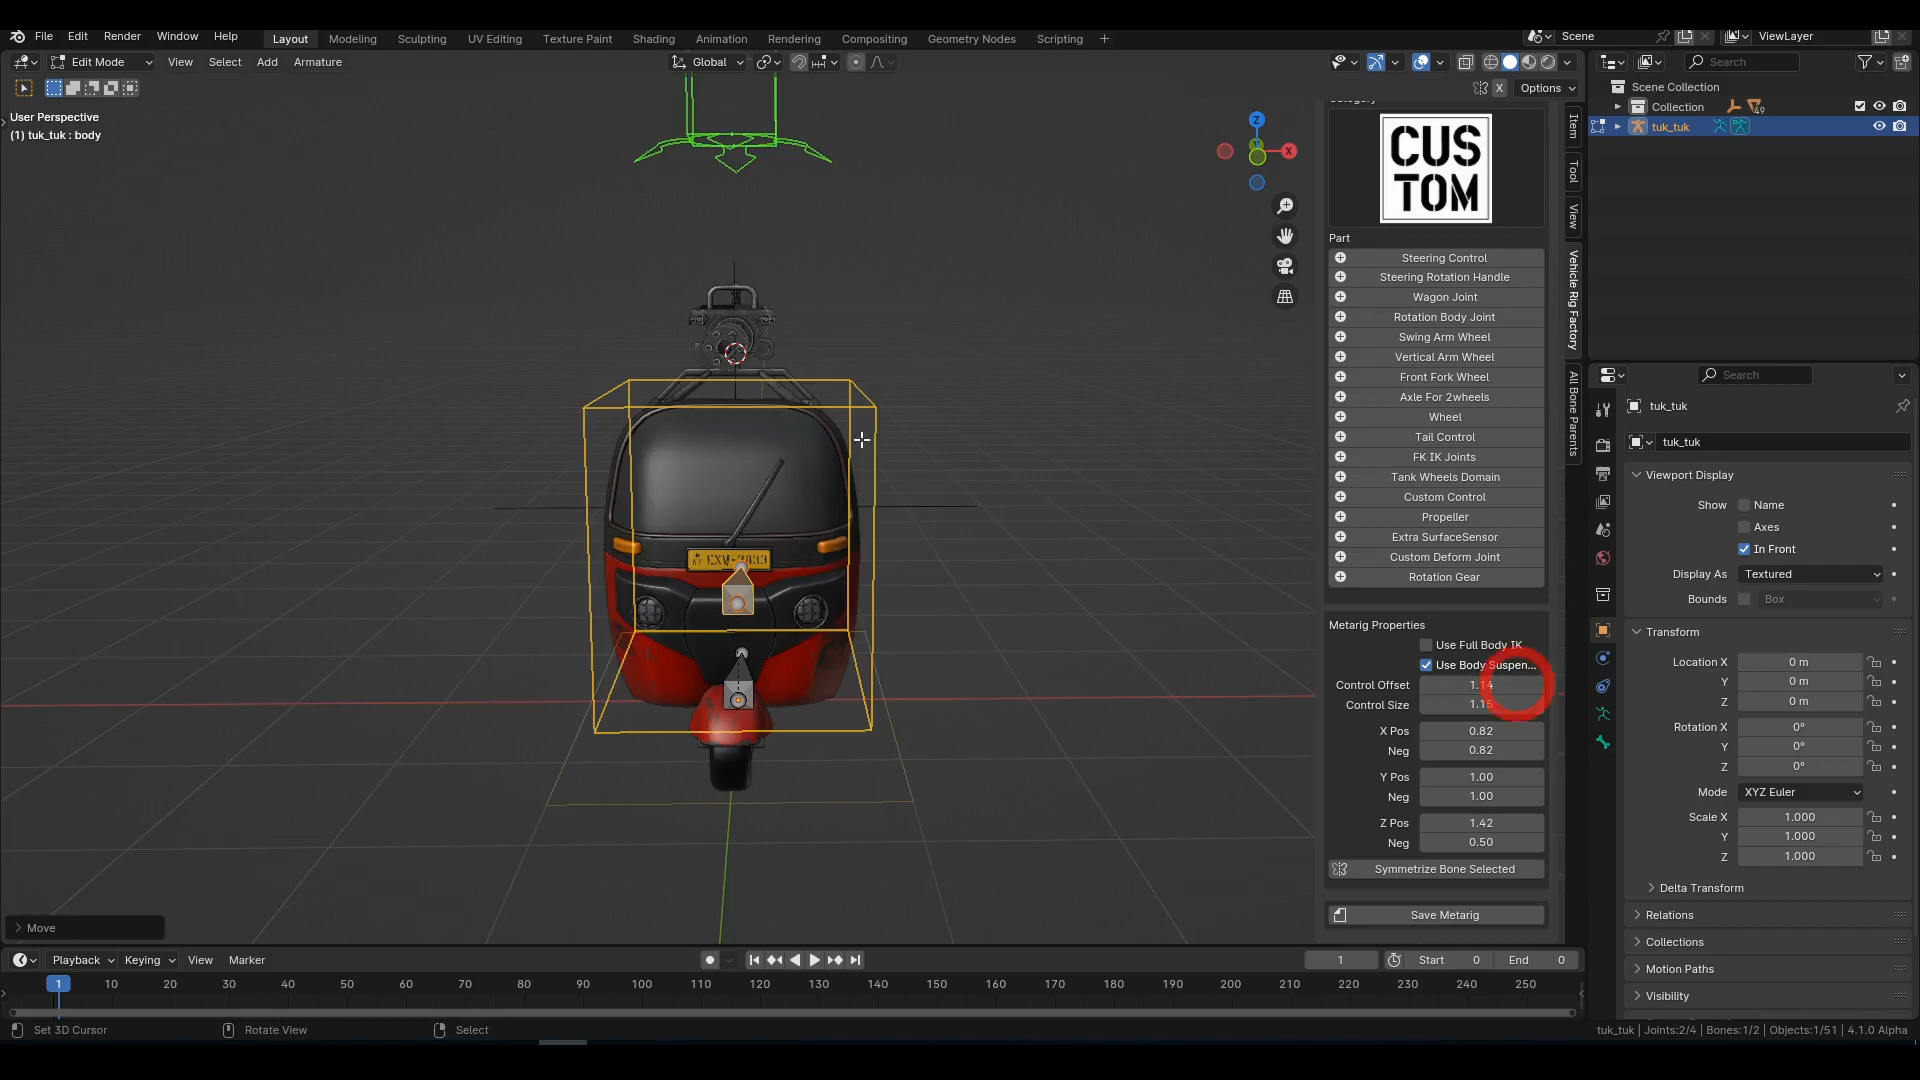 File Edit Render Window Help
Layout Modeling Sculpting UV Editing Texture Paint Shading Animation Rendering Compositing Geometry Nodes Scripting +
Scene
ViewLayer
Edit Mode View Select Add Armature
Global
Search
X
Options
User Perspective
(1) tuk_tuk : body
Scene Collection
Collection
49
tuk_tuk
Z
X
CUS
TOM
Part
Steering Control
Steering Rotation Handle
Wagon Joint
Rotation Body Joint
Swing Arm Wheel
Vertical Arm Wheel
Front Fork Wheel
Axle For 2wheels
Wheel
Tail Control
FK IK Joints
Tank Wheels Domain
Custom Control
Propeller
Extra SurfaceSensor
Custom Deform Joint
Rotation Gear
Item
Tool
View
Vehicle Rig Factory
All Bone Parents
Metarig Properties
Use Full Body IK
Use Body Suspen...
Control Offset 1.14
Control Size 1.15
X Pos 0.82
Neg 0.82
Y Pos 1.00
Neg 1.00
Z Pos 1.42
Neg 0.50
Symmetrize Bone Selected
Save Metarig
Search
tuk_tuk
tuk_tuk
Viewport Display
Show Name
Axes
In Front
Display As Textured
Bounds Box
Transform
Location X 0 m
Y 0 m
Z 0 m
Rotation X 0°
Y 0°
Z 0°
Mode XYZ Euler
Scale X 1.000
Y 1.000
Z 1.000
Delta Transform
Relations
Collections
Motion Paths
Visibility
Move
Playback Keying View Marker
1
Start 0
End 0
1 10 20 30 40 50 60 70 80 90 100 110 120 130 140 150 160 170 180 190 200 210 220 230 240 250
Set 3D Cursor
Rotate View
Select
tuk_tuk | Joints:2/4 | Bones:1/2 | Objects:1/51 | 4.1.0 Alpha